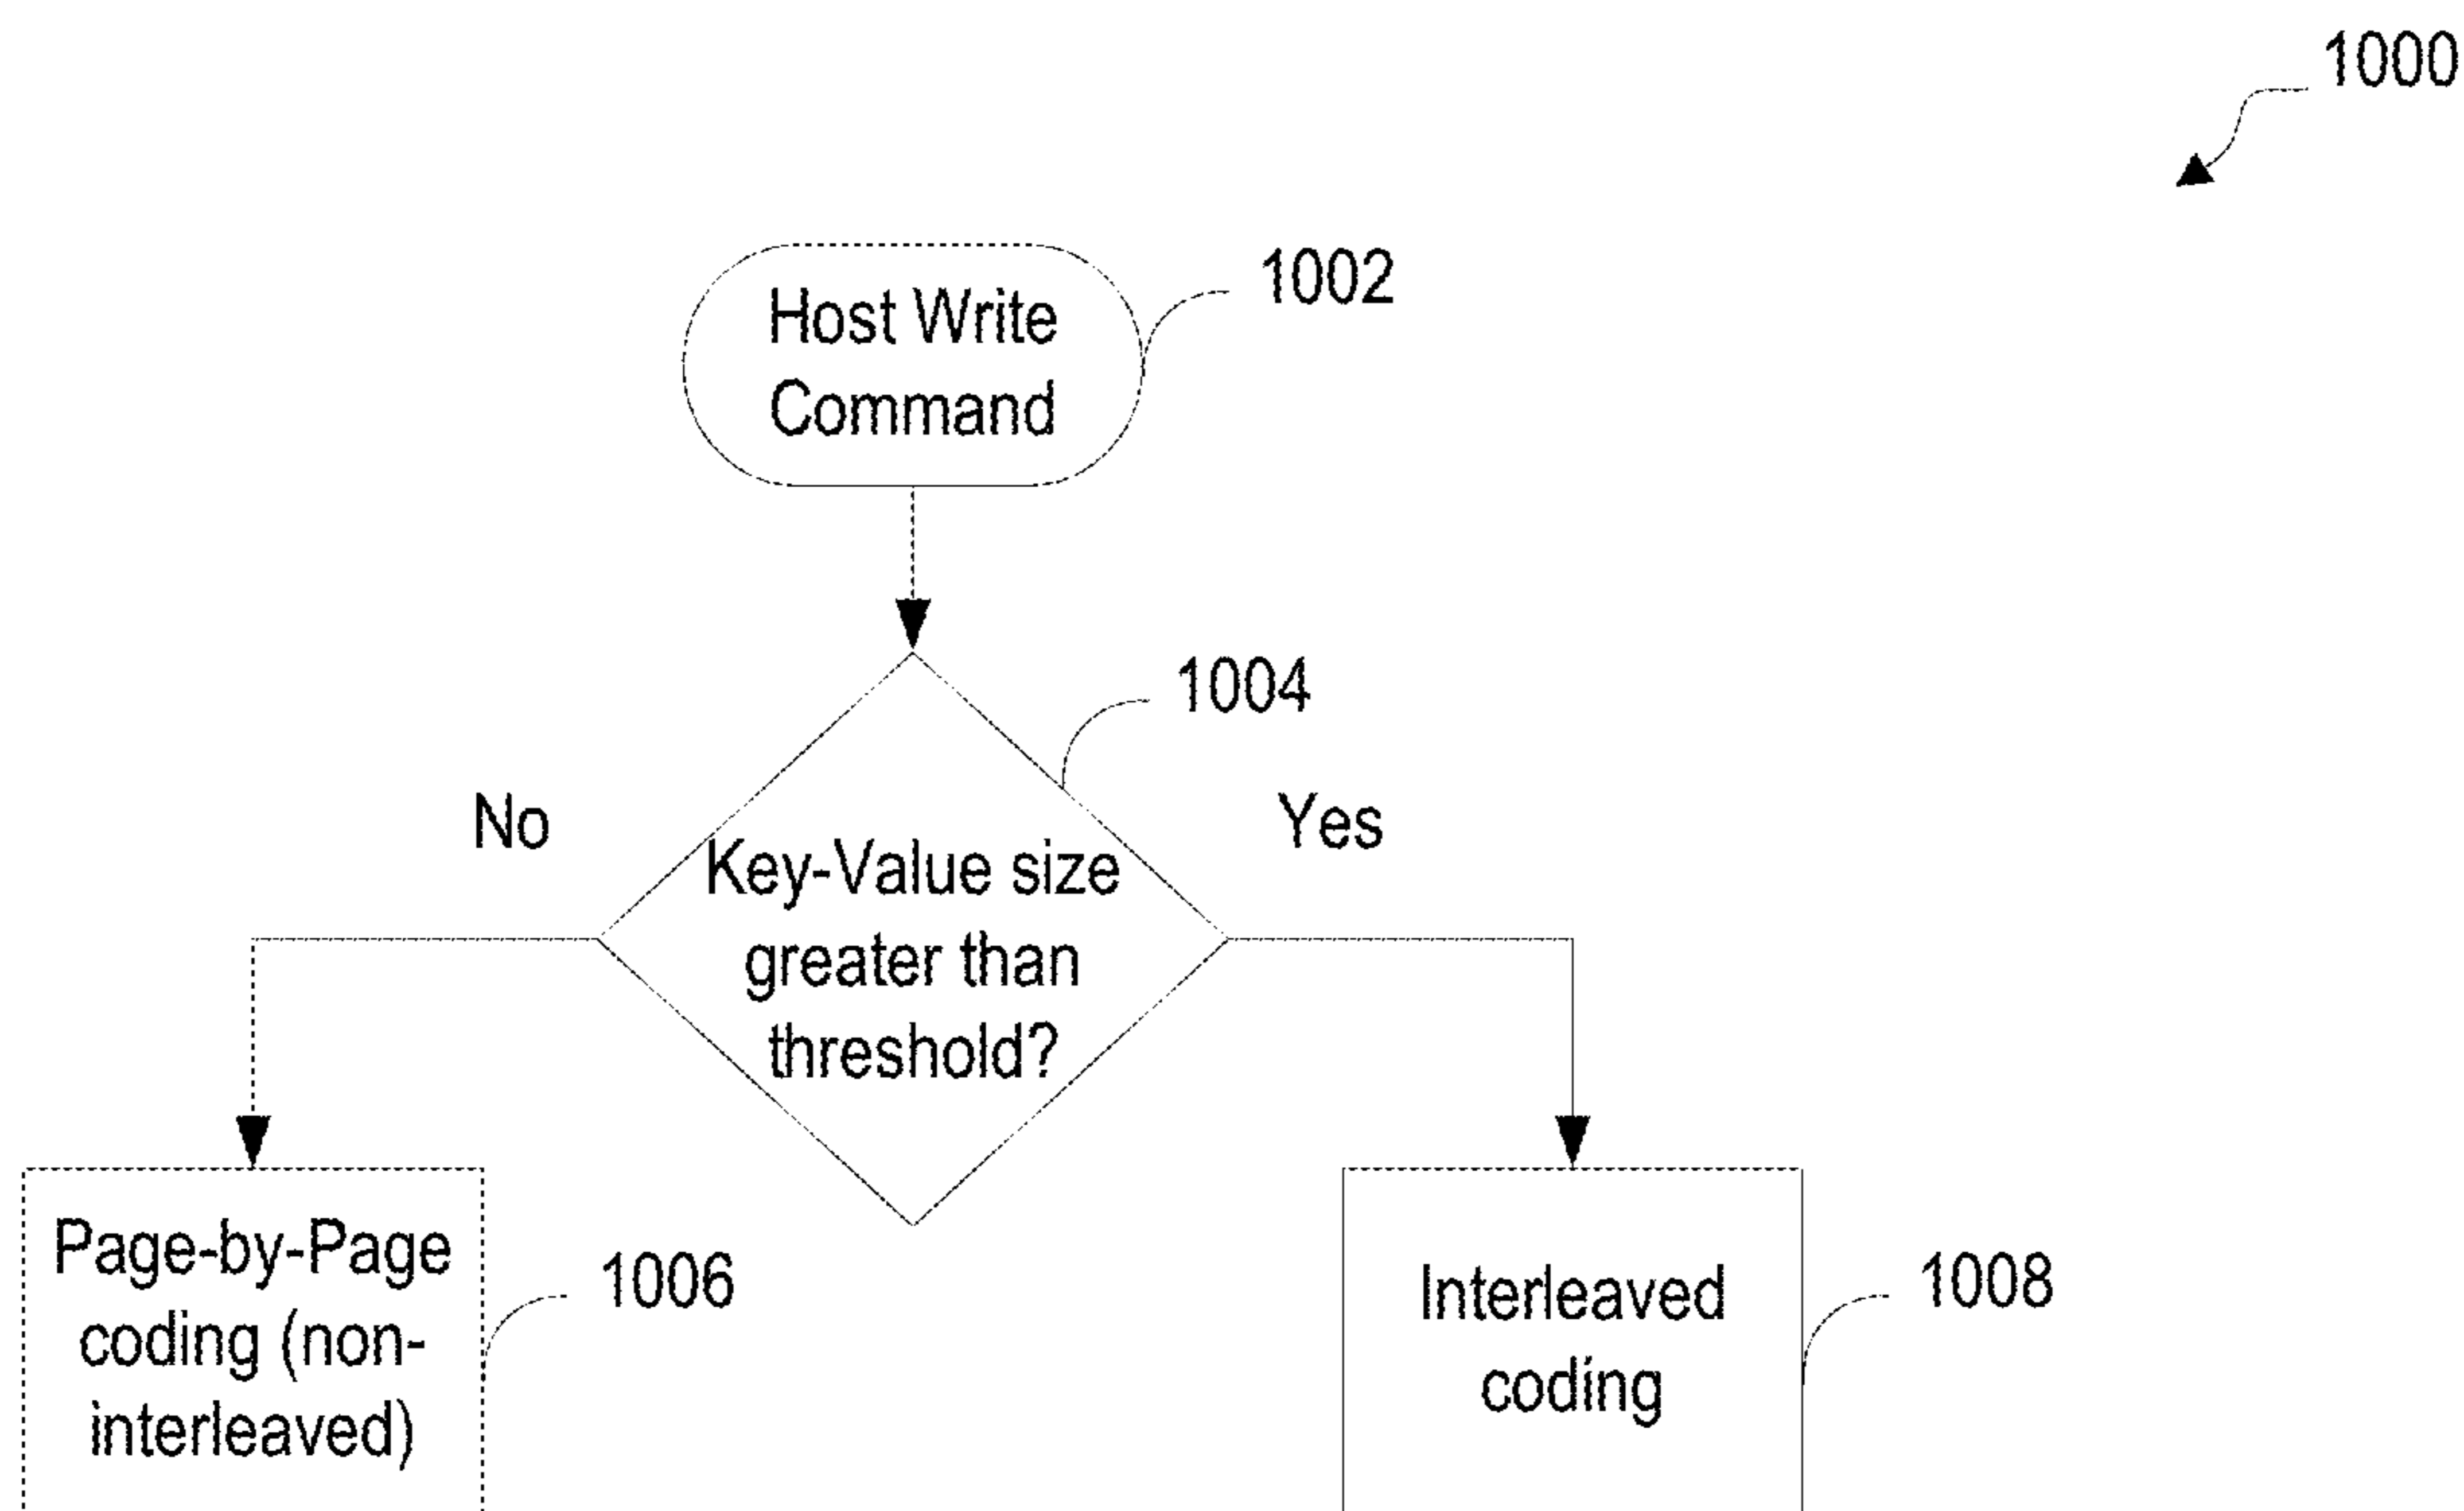 1000
Host Write
Command
1002
1004
No
Yes
Key-Value size
greater than
threshold?
Page-by-Page
coding (non-
interleaved)
1006
Interleaved
coding
1008